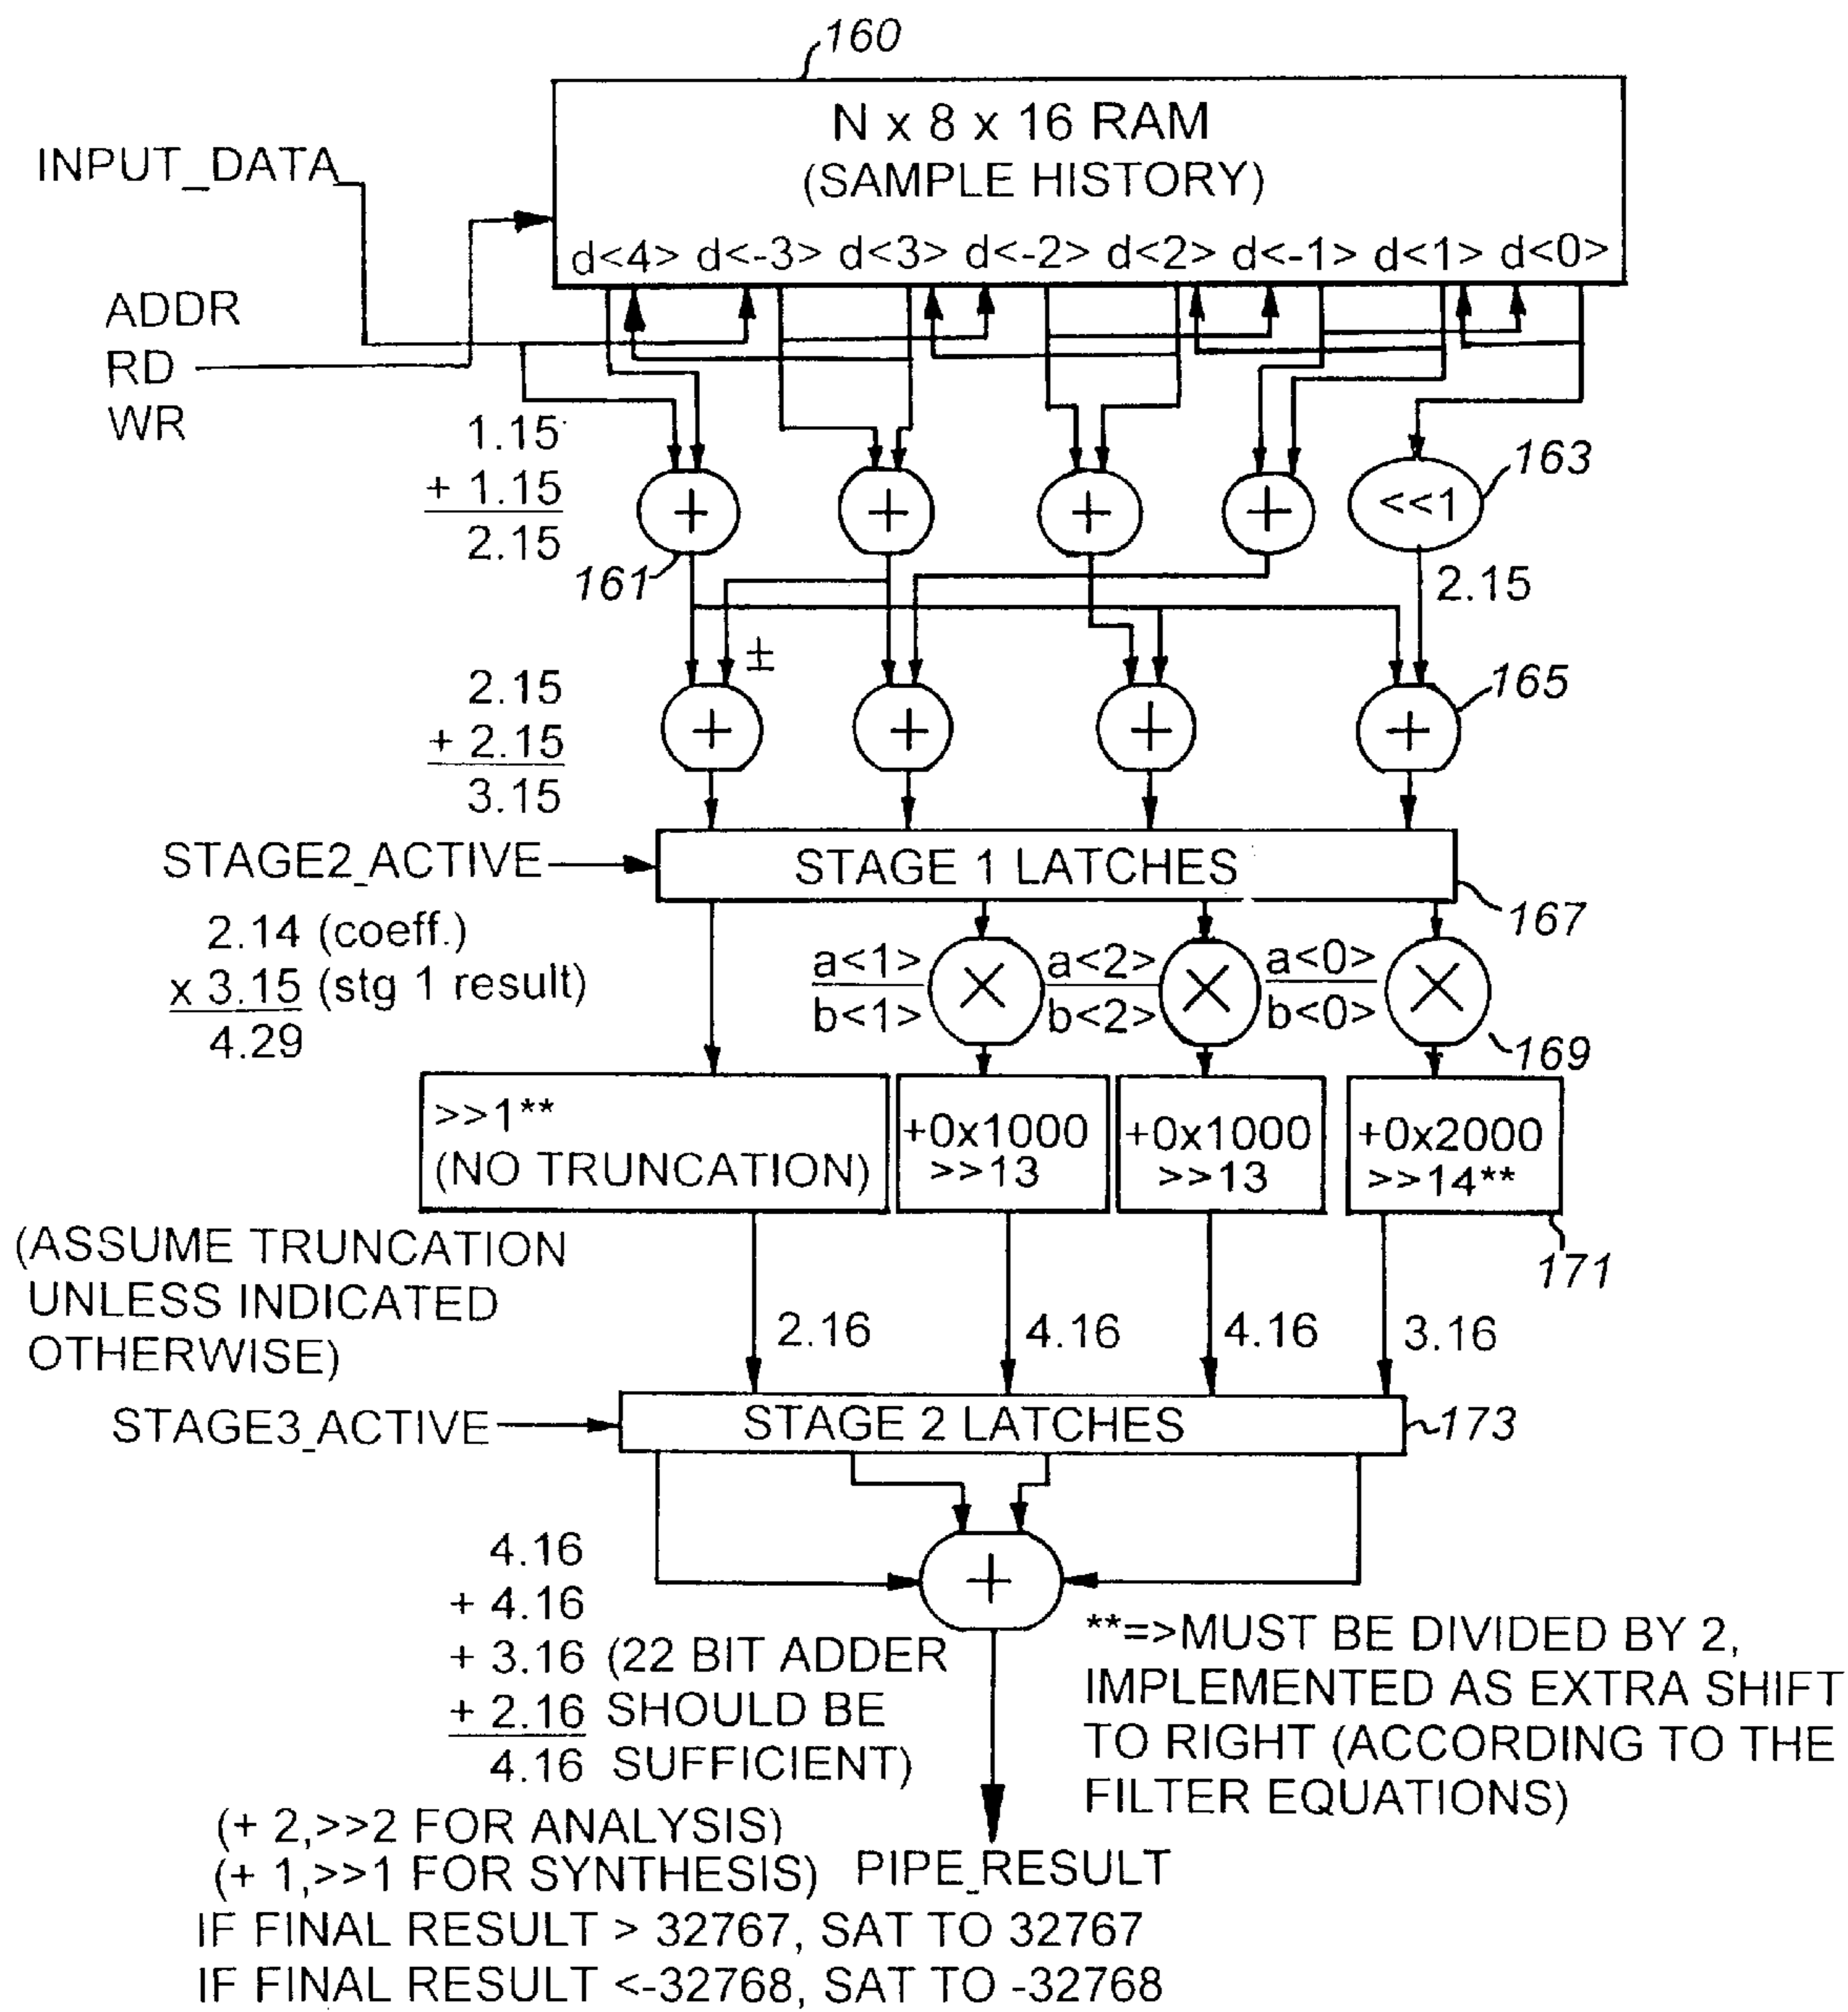 160
N x 8 x 16 RAM
(SAMPLE HISTORY)
d<4> d<-3> d<3> d<-2> d<2> d<-1> d<1> d<0>
INPUT_DATA
ADDR
RD
WR
1.15
+ 1.15
2.15
+
+
+
+
<<1
163
161
2.15
±
2.15
+ 2.15
3.15
+
+
+
+
165
STAGE2_ACTIVE
STAGE 1 LATCHES
167
2.14 (coeff.)
x 3.15 (stg 1 result)
4.29
a<1>
b<1>
×
a<2>
b<2>
×
a<0>
b<0>
×
169
>>1**
(NO TRUNCATION)
+0x1000
>>13
+0x1000
>>13
+0x2000
>>14**
171
(ASSUME TRUNCATION
UNLESS INDICATED
OTHERWISE)
2.16
4.16
4.16
3.16
STAGE3_ACTIVE
STAGE 2 LATCHES
173
+
4.16
+ 4.16
+ 3.16 (22 BIT ADDER
+ 2.16 SHOULD BE
4.16 SUFFICIENT)
**=>MUST BE DIVIDED BY 2,
IMPLEMENTED AS EXTRA SHIFT
TO RIGHT (ACCORDING TO THE
FILTER EQUATIONS)
(+ 2,>>2 FOR ANALYSIS)
(+ 1,>>1 FOR SYNTHESIS)
PIPE_RESULT
IF FINAL RESULT > 32767, SAT TO 32767
IF FINAL RESULT <-32768, SAT TO -32768